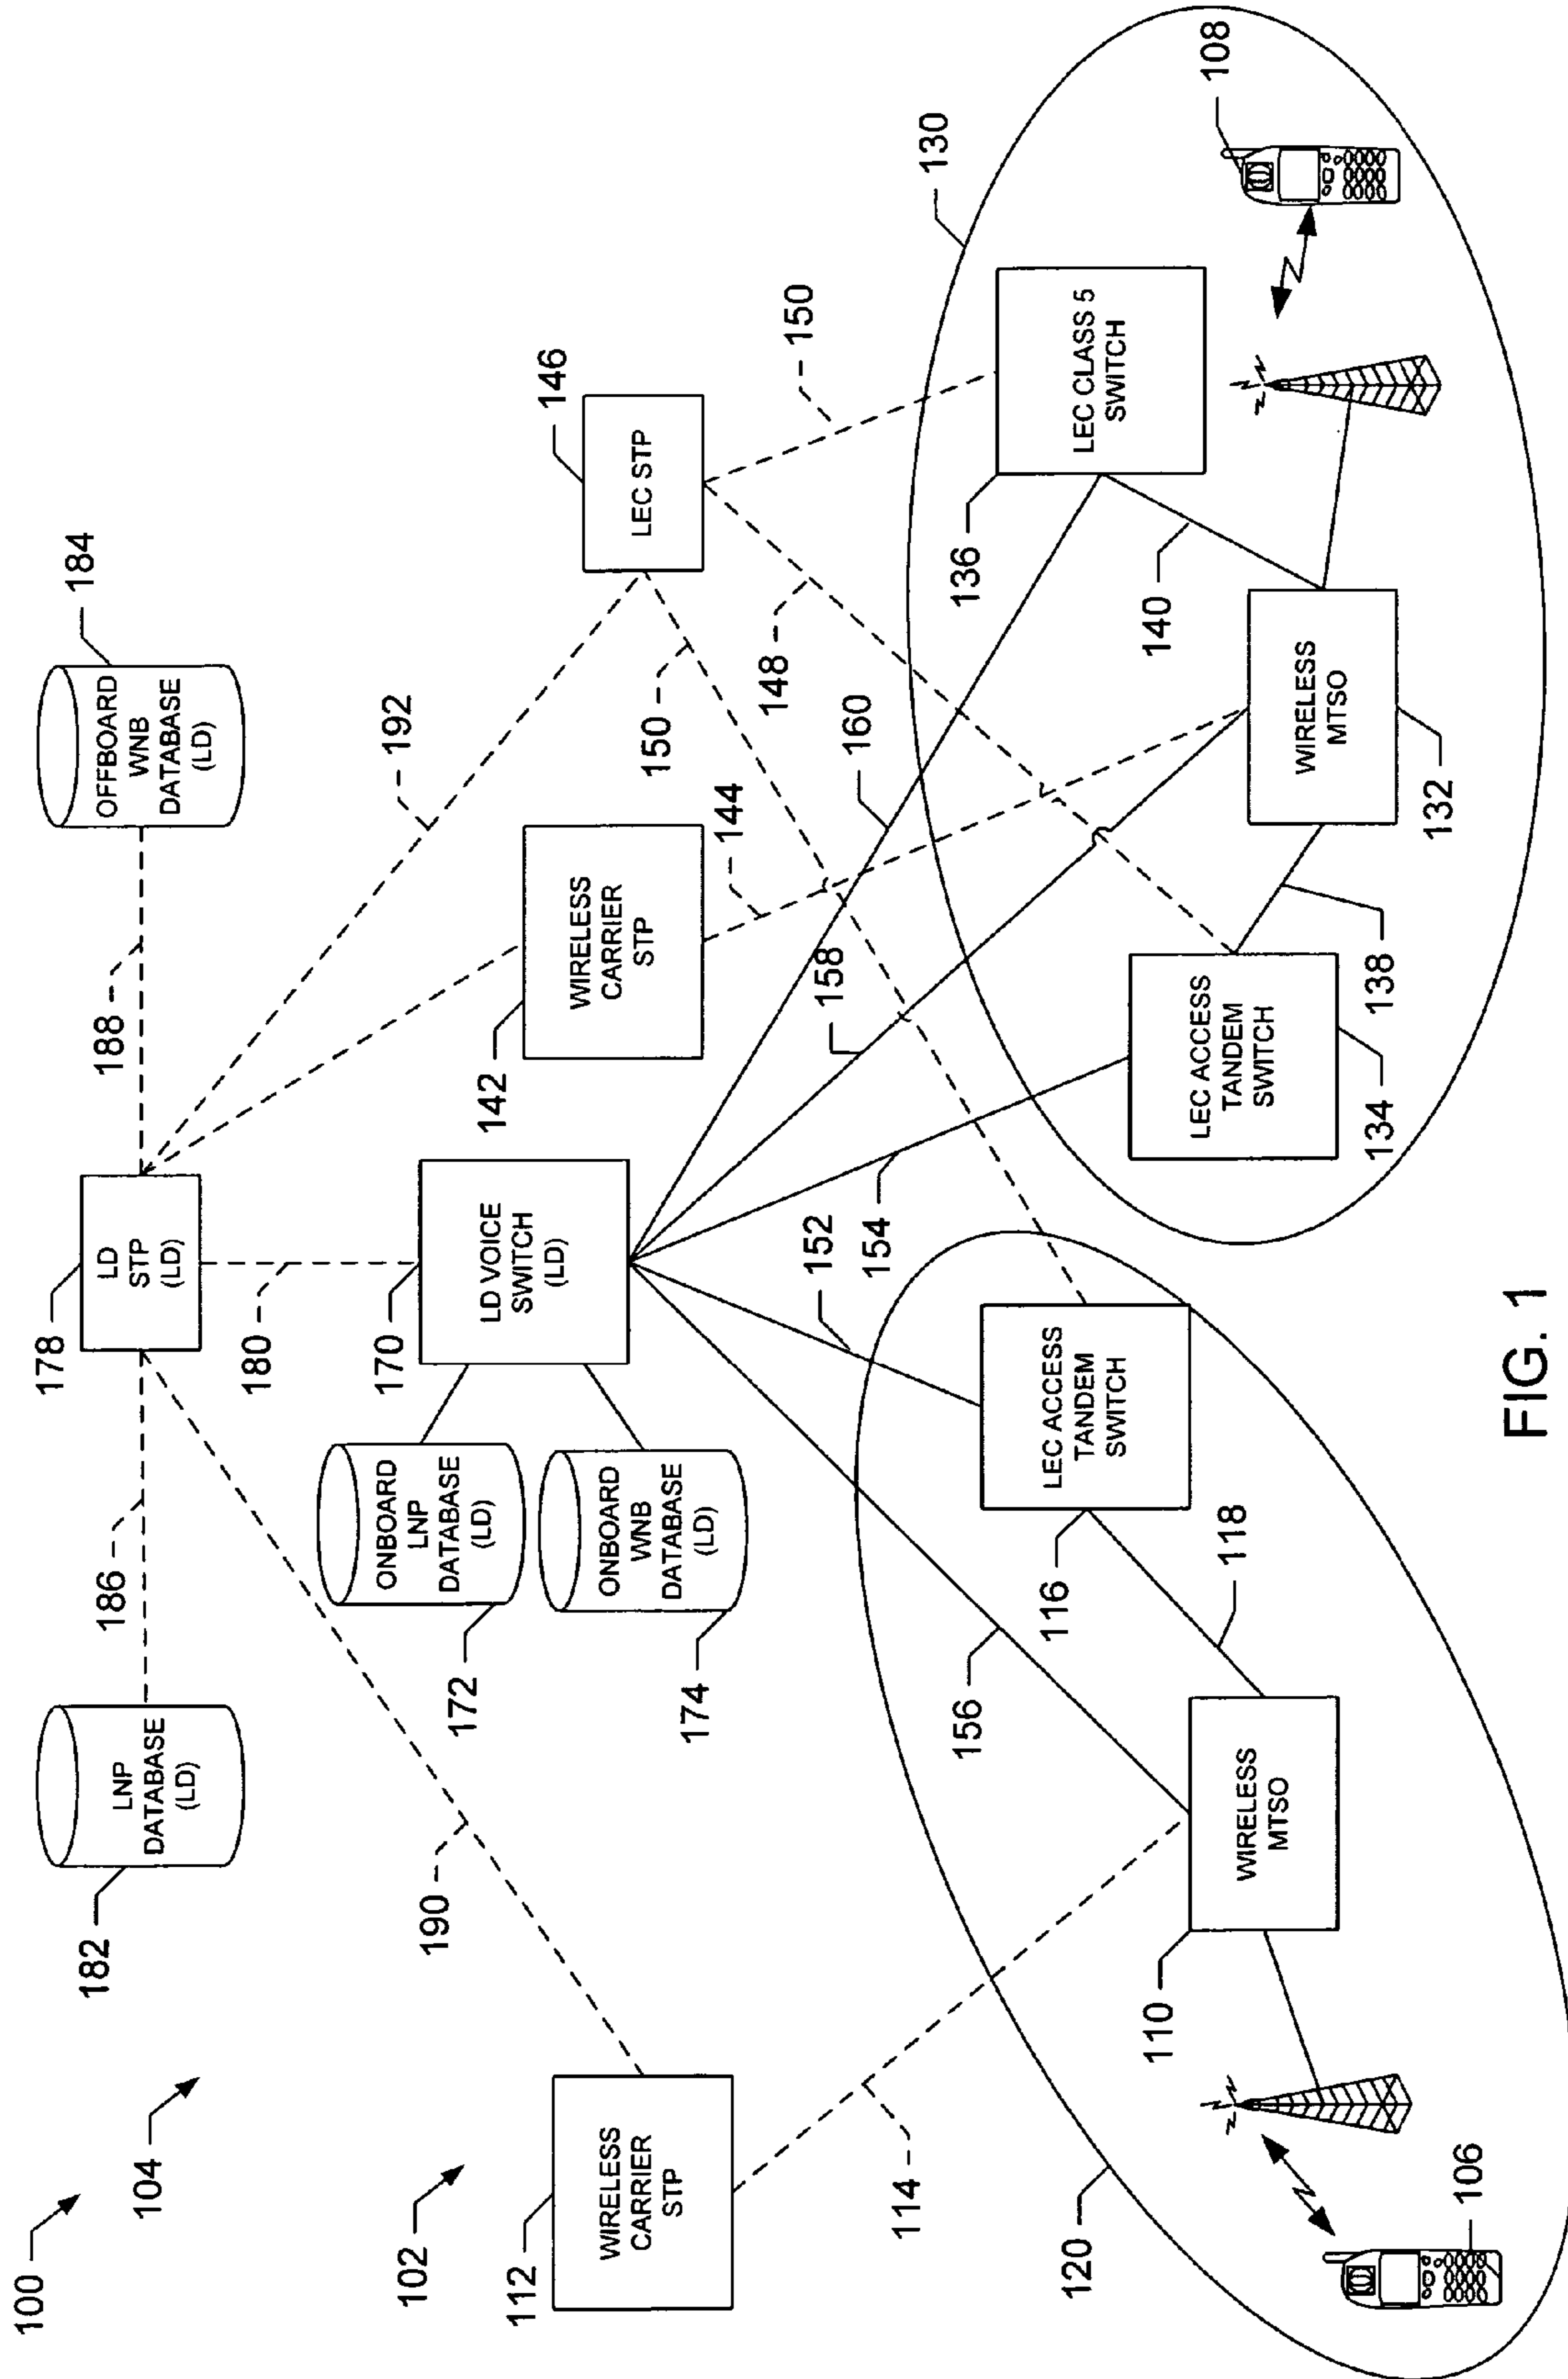 100
104
102
182
LNP
DATABASE
(LD)
186
178
LD
STP
(LD)
188
OFFBOARD
WNB
DATABASE
(LD)
184
190
180
192
112
WIRELESS
CARRIER
STP
172
ONBOARD
LNP
DATABASE
(LD)
174
ONBOARD
WNB
DATABASE
(LD)
170
LD VOICE
SWITCH
(LD)
142
WIRELESS
CARRIER
STP
146
LEC STP
114
156
152
154
158
144
160
150
148
150
130
120
106
110
WIRELESS
MTSO
118
116
LEC ACCESS
TANDEM
SWITCH
134
LEC ACCESS
TANDEM
SWITCH
138
132
WIRELESS
MTSO
140
136
LEC CLASS 5
SWITCH
108
FIG. 1